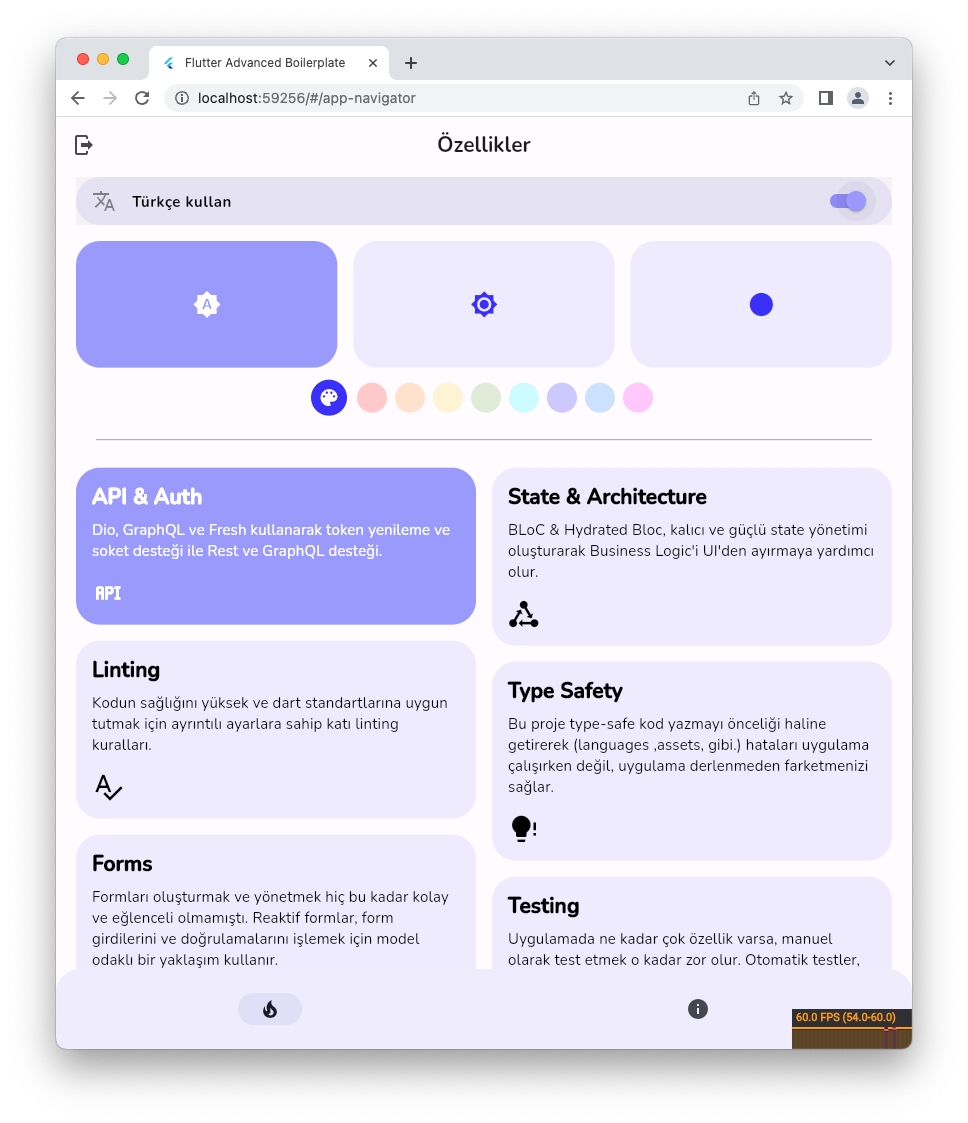 Flutter Advanced Boilerplate
localhost:59256/#/app-navigator
Özellikler
Türkçe kullan
A
API & Auth
Dio, GraphQL ve Fresh kullanarak token yenileme ve
soket desteği ile Rest ve GraphQL desteği.
API
State & Architecture
BLoC & Hydrated Bloc, kalıcı ve güçlü state yönetimi
oluşturarak Business Logic'i UI'den ayırmaya yardımcı
olur.
Linting
Kodun sağlığını yüksek ve dart standartlarına uygun
tutmak için ayrıntılı ayarlara sahip katı linting
kuralları.
Type Safety
Bu proje type-safe kod yazmayı önceliği haline
getirerek (languages ,assets, gibi.) hataları uygulama
çalışırken değil, uygulama derlenmeden farketmenizi
sağlar.
Forms
Formları oluşturmak ve yönetmek hiç bu kadar kolay
ve eğlenceli olmamıştı. Reaktif formlar, form
girdilerini ve doğrulamalarını işlemek için model
odaklı bir yaklaşım kullanır.
Testing
Uygulamada ne kadar çok özellik varsa, manuel
olarak test etmek o kadar zor olur. Otomatik testler,
60.0 FPS (54.0-60.0)